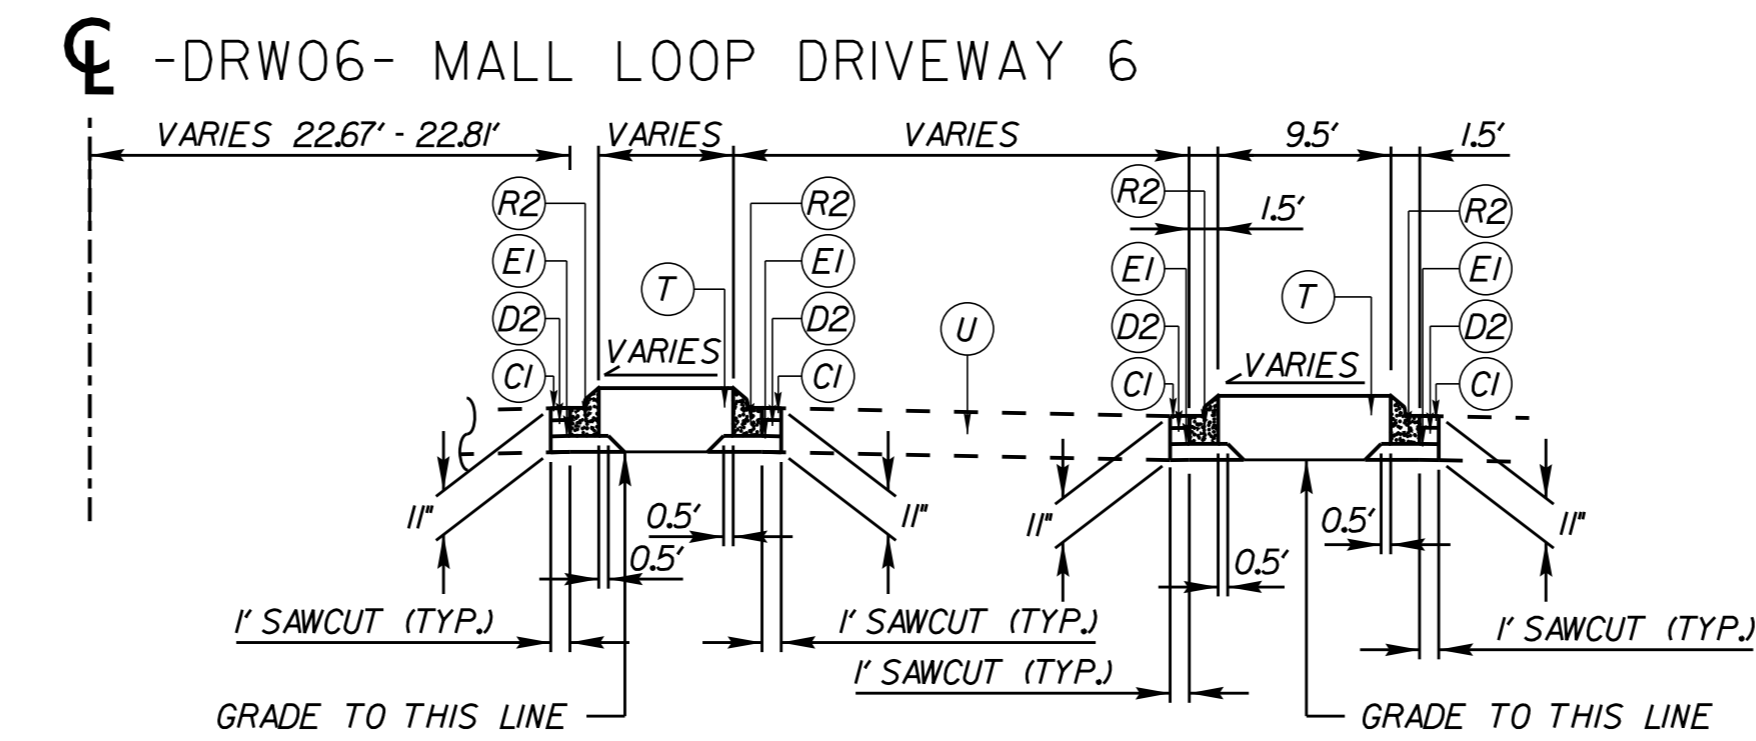 ℄ -DRW06- MALL LOOP DRIVEWAY 6
VARIES 22.67' - 22.81' VARIES VARIES 9.5' 1.5'
R2 R2 R2 1.5' R2
E1 T E1 E1 T E1
D2 D2 U D2 D2
VARIES VARIES
C1 C1 C1 C1
11" 0.5' 11" 11" 0.5' 11"
0.5' 0.5'
1' SAWCUT (TYP.) 1' SAWCUT (TYP.) 1' SAWCUT (TYP.)
1' SAWCUT (TYP.)
GRADE TO THIS LINE GRADE TO THIS LINE